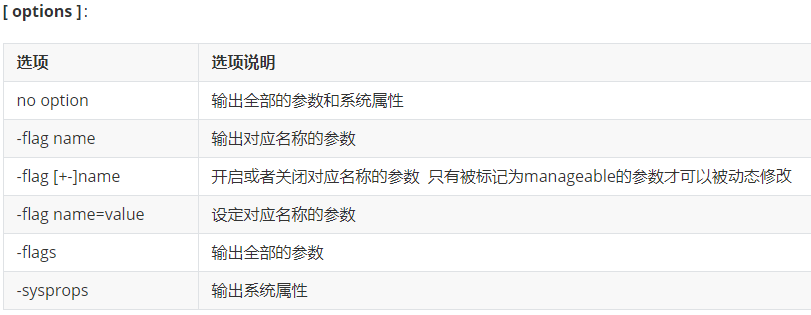 [ options ]:
选项 选项说明
no option 输出全部的参数和系统属性
-flag name 输出对应名称的参数
-flag [+-]name 开启或者关闭对应名称的参数 只有被标记为manageable的参数才可以被动态修改
-flag name=value 设定对应名称的参数
-flags 输出全部的参数
-sysprops 输出系统属性